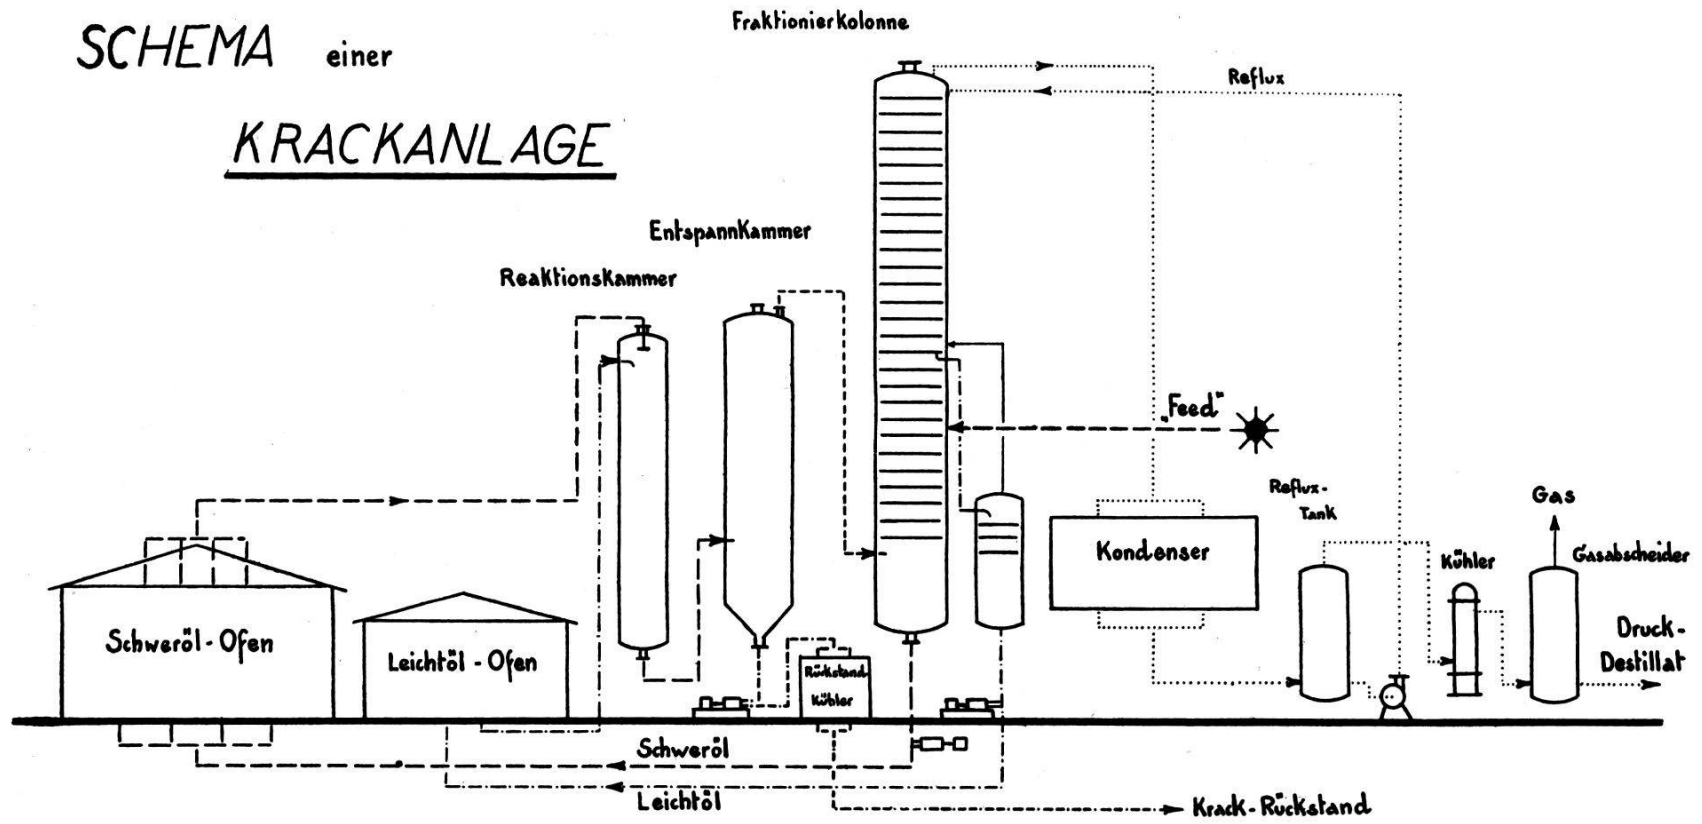 SCHEMA einer
KRACKANLAGE
Fraktionierkolonne
Reflux
Entspannkammer
Reaktionskammer
„Feed"
Reflux-
Tank
Gas
Kondenser
Kühler
Gasabscheider
Schweröl-Ofen
Leichtöl - Ofen
Rückstand
Kühler
Druck-
Destillat
Schweröl
Leichtöl
Krack-Rückstand